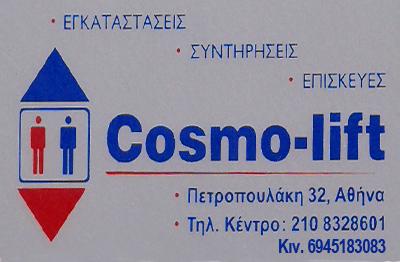 • ΕΓΚΑΤΑΣΤΑΣΕΙΣ
• ΣΥΝΤΗΡΗΣΕΙΣ
• ΕΠΙΣΚΕΥΕΣ
Cosmo-lift
• Πετροπουλάκη 32, Αθήνα
• Τηλ. Κέντρο: 210 8328601
Κιν. 6945183083